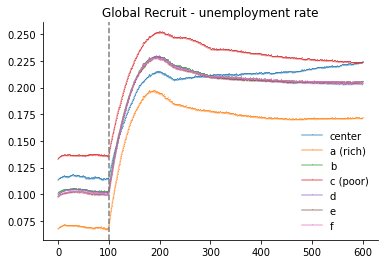 Global Recruit - unemployment rate
0.250
0.225
0.200
0.175
0.150
0.125
0.100
0.075
center
a (rich)
b
c (poor)
d
e
f
0 100 200 300 400 500 600